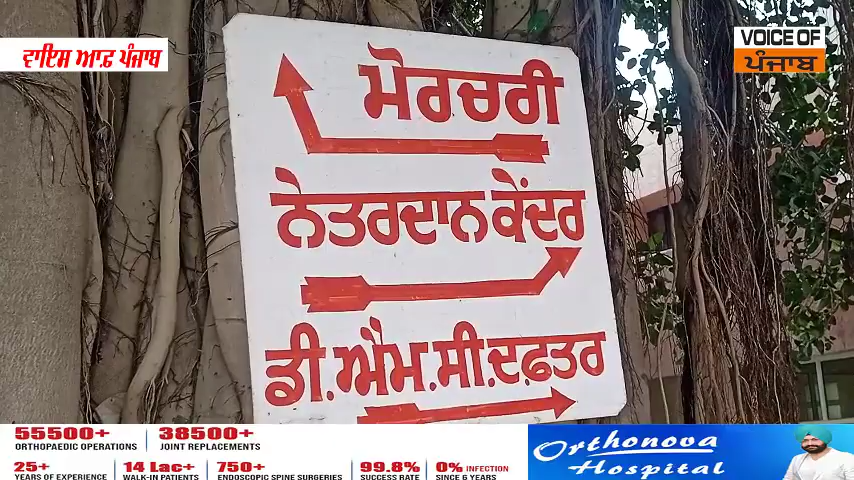 ਵਾਇਸ ਆਫ਼ ਪੰਜਾਬ
VOICE OF
ਪੰਜਾਬ
ਮੌਰਚਰੀ
ਨੇਤਰਦਾਨ ਕੇਂਦਰ
ਡੀ.ਐਮ.ਸੀ.ਦਫ਼ਤਰ
55500+
ORTHOPAEDIC OPERATIONS
38500+
JOINT REPLACEMENTS
25+
YEARS OF EXPERIENCE
14 Lac+
WALK-IN PATIENTS
750+
ENDOSCOPIC SPINE SURGERIES
99.8%
SUCCESS RATE
0% INFECTION
SINCE 6 YEARS
Orthonova
Hospital